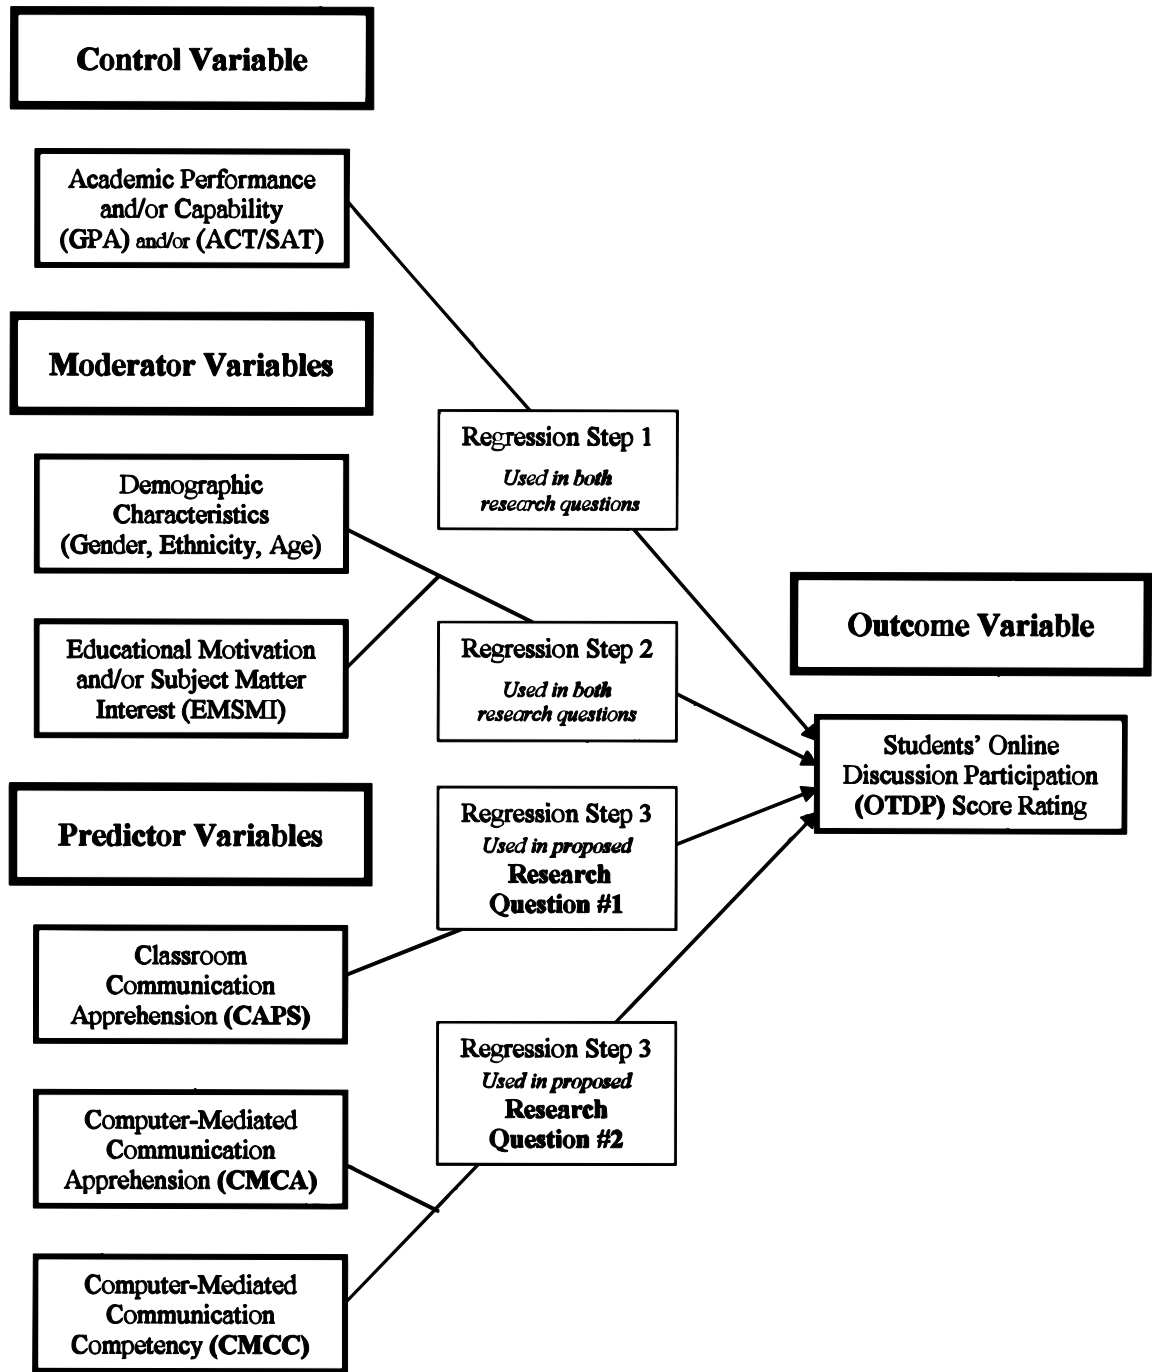 Control Variable
Academic Performance
and/or Capability
(GPA) and/or (ACT/SAT)
Moderator Variables
Demographic
Characteristics
(Gender, Ethnicity, Age)
Educational Motivation
and/or Subject Matter
Interest (EMSMI)
Predictor Variables
Classroom
Communication
Apprehension (CAPS)
Computer-Mediated
Communication
Apprehension (CMCA)
Computer-Mediated
Communication
Competency (CMCC)
Regression Step 1
Used in both
research questions
Regression Step 2
Used in both
research questions
Regression Step 3
Used in proposed
Research
Question #1
Regression Step 3
Used in proposed
Research
Question #2
Outcome Variable
Students' Online
Discussion Participation
(OTDP) Score Rating